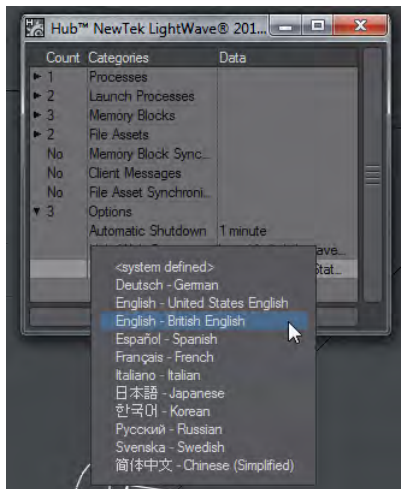 Hub™ NewTek LightWave® 201...
Count Categories Data
1 Processes
2 Launch Processes
3 Memory Blocks
2 File Assets
No Memory Block Sync...
No Client Messages
No File Asset Synchroni...
3 Options
Automatic Shutdown 1 minute
ave...
Stat...
<system defined>
Deutsch - German
English - United States English
English - British English
Español - Spanish
Français - French
Italiano - Italian
日本語 - Japanese
한국어 - Korean
Русский - Russian
Svenska - Swedish
简体中文 - Chinese (Simplified)